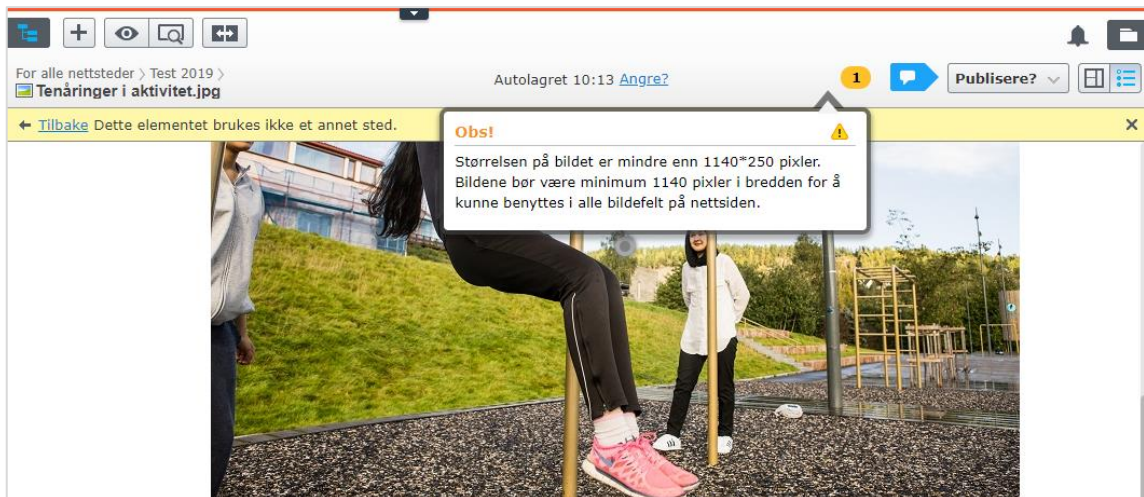 For alle nettsteder > Test 2019 >
Tenåringer i aktivitet.jpg
Autolagret 10:13 Angre?
1
Publisere?
← Tilbake Dette elementet brukes ikke et annet sted.
Obs!
Størrelsen på bildet er mindre enn 1140*250 pixler.
Bildene bør være minimum 1140 pixler i bredden for å
kunne benyttes i alle bildefelt på nettsiden.